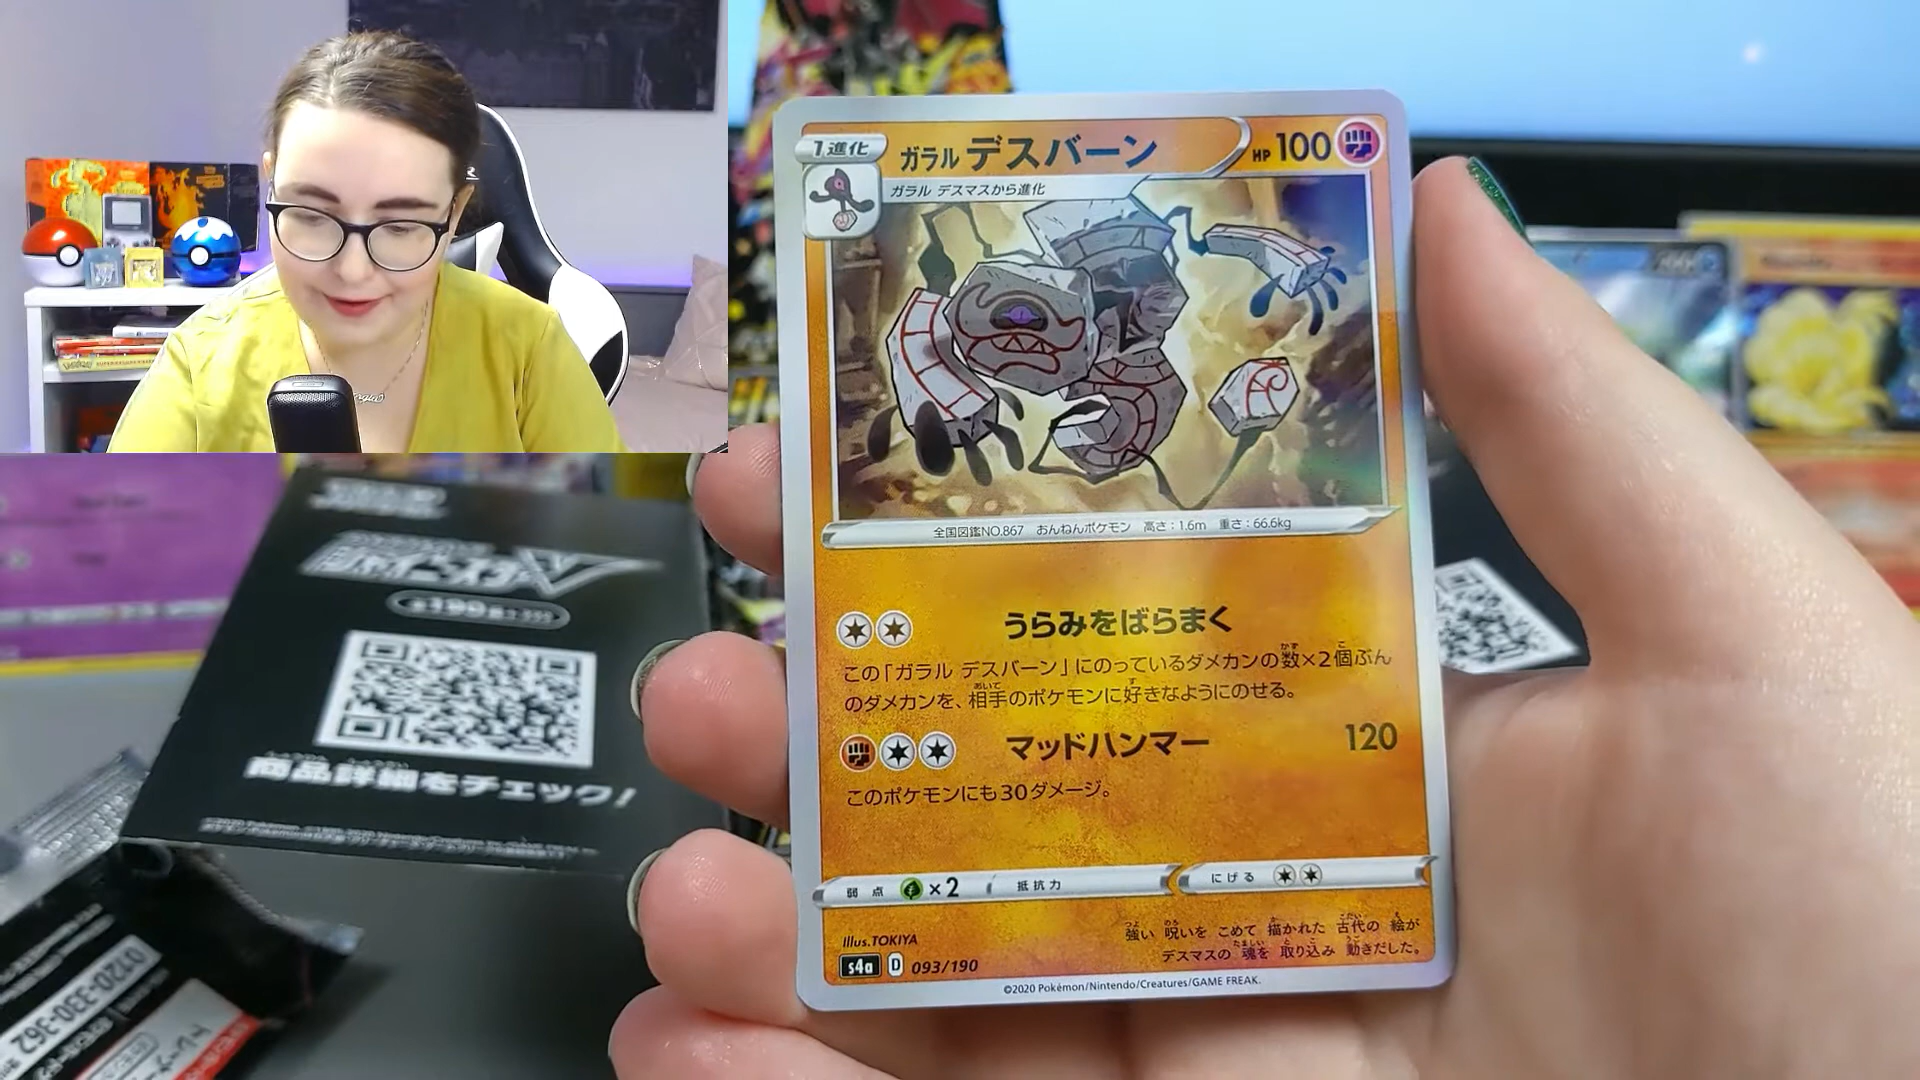 1進化
ガラル デスバーン
HP 100
ガラル デスマスから進化
全国図鑑NO.867 おんねんポケモン 高さ:1.6m 重さ:66.6kg
うらみをばらまく
この「ガラル デスバーン」にのっているダメカンの数×2個ぶん
のダメカンを、相手のポケモンに好きなようにのせる。
マッドハンマー 120
このポケモンにも30ダメージ。
弱点 ×2 抵抗力 にげる
Illus.TOKIYA
強い 呪いを こめて 描かれた 古代の 絵が
デスマスの 魂を 取り込み 動きだした。
s4a D 093/190
©2020 Pokémon/Nintendo/Creatures/GAME FREAK.
シャイニースターV
商品詳細をチェック!
0120-330-362